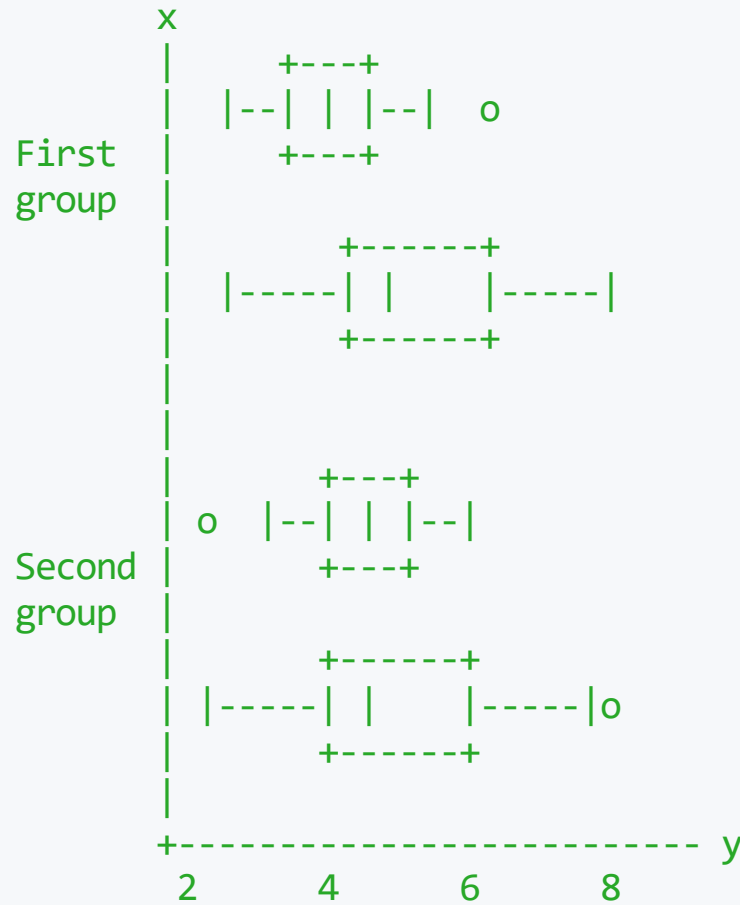 x
       |     +---+
       |  |--| | |--|  o
First  |     +---+
group  |
       |        +------+
       |  |-----| |    |-----|
       |        +------+
       |
       |
       |       +---+
       | o  |--| | |--|
Second |       +---+
group  |
       |       +------+
       | |-----| |    |-----|o
       |       +------+
       |
       +-------------------------- y
        2      4      6      8